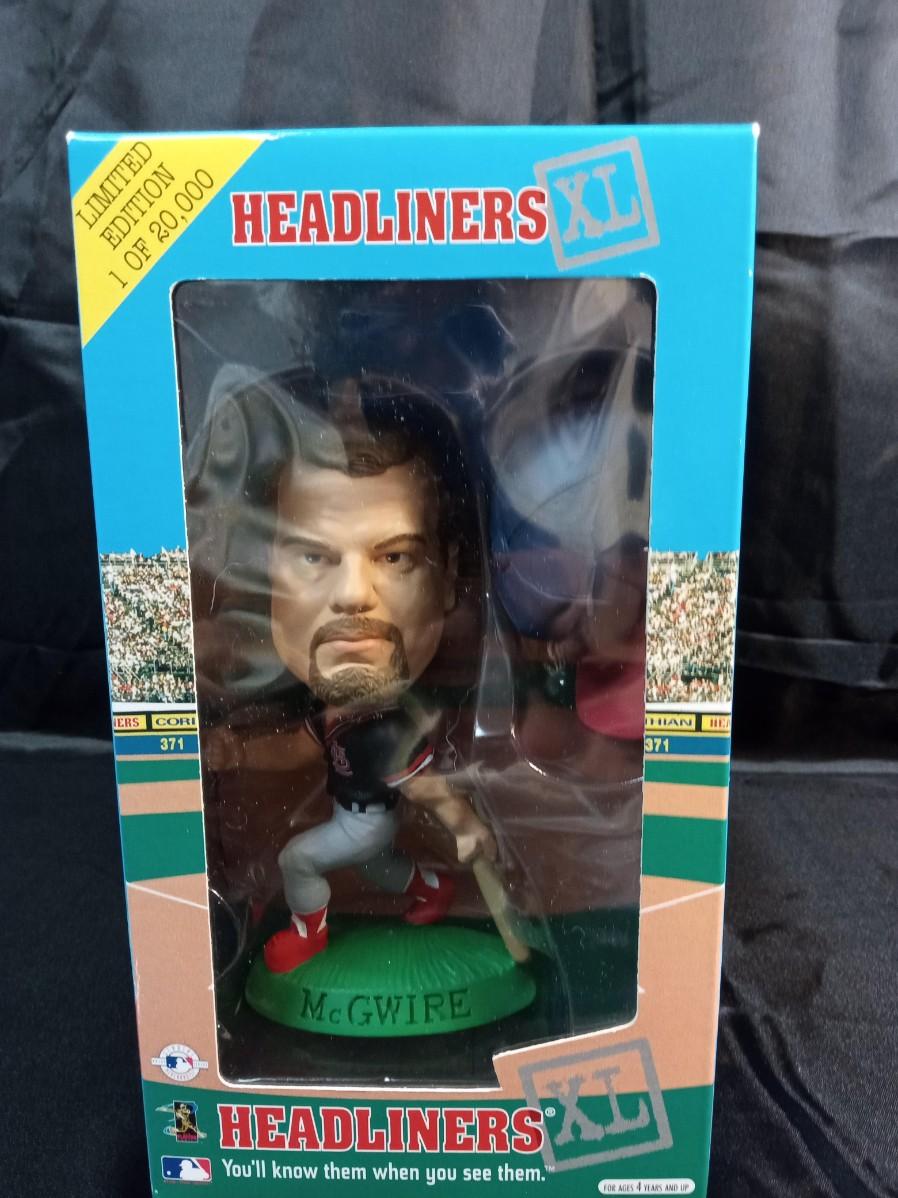 LIMITED
EDITION
1 OF 20,000
HEADLINERS XL
371
371
McGWIRE
HEADLINERS® XL
You'll know them when you see them.™
FOR AGES 4 YEARS AND UP